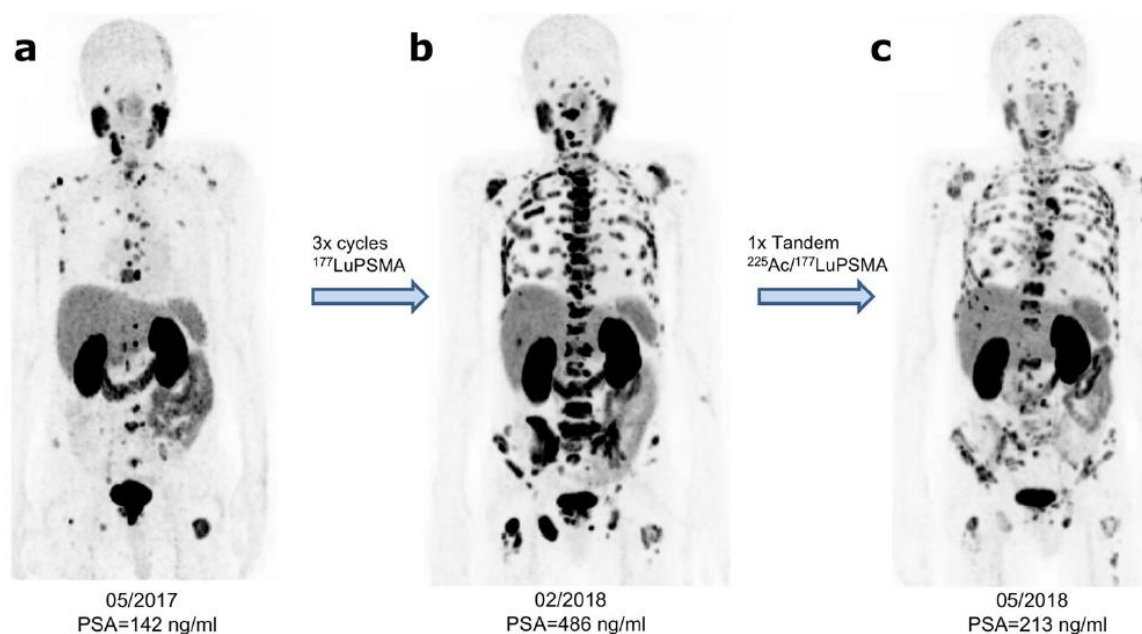 a
b
c
3x cycles
¹⁷⁷LuPSMA
1x Tandem
²²⁵Ac/¹⁷⁷LuPSMA
05/2017
PSA=142 ng/ml
02/2018
PSA=486 ng/ml
05/2018
PSA=213 ng/ml